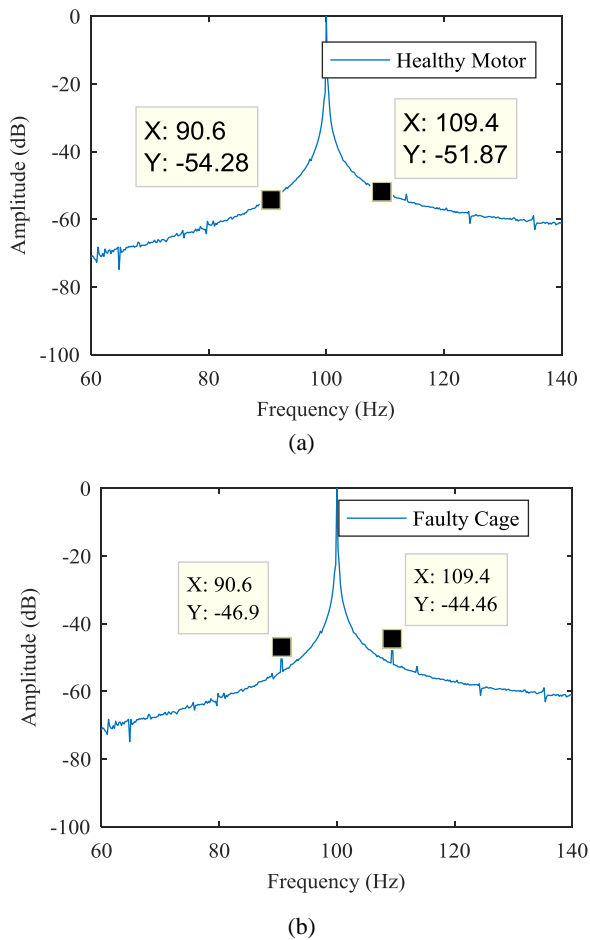 0
-20
-40
-60
-80
-100
Amplitude (dB)
Healthy Motor
X: 90.6
Y: -54.28
X: 109.4
Y: -51.87
60 80 100 120 140
Frequency (Hz)
(a)
0
-20
-40
-60
-80
-100
Amplitude (dB)
Faulty Cage
X: 90.6
Y: -46.9
X: 109.4
Y: -44.46
60 80 100 120 140
Frequency (Hz)
(b)